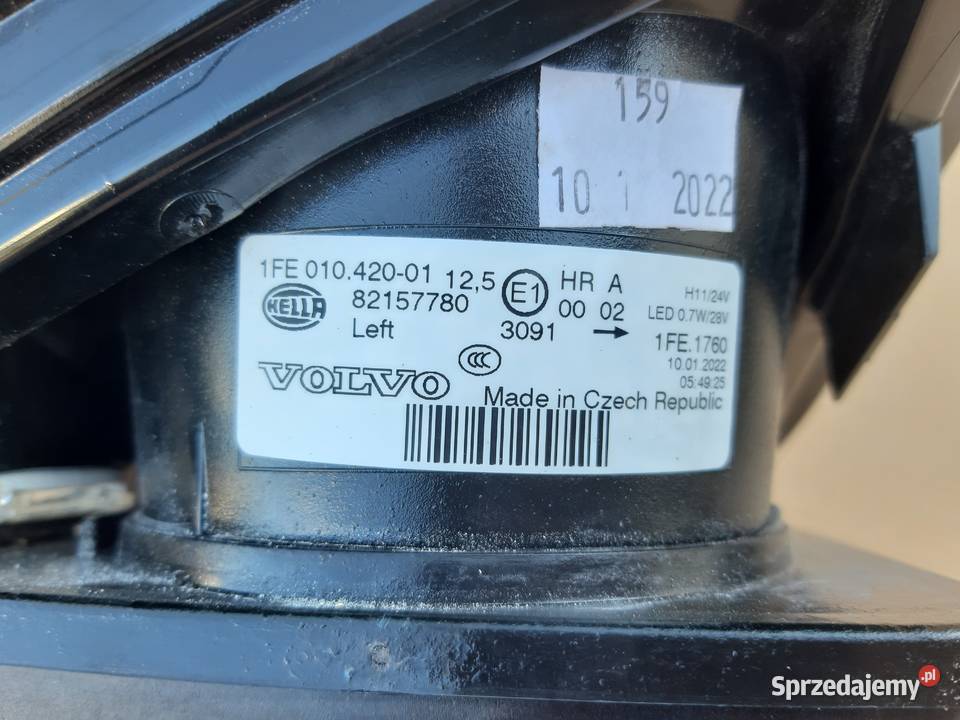 159
10 1 2022
1FE 010.420-01 12,5 E1 HR A
HELLA 82157780 00 02
Left 3091
H11/24V
LED 0.7W/28V
1FE.1760
10.01.2022
05:49:25
CCC
VOLVO
Made in Czech Republic
Sprzedajemy.pl